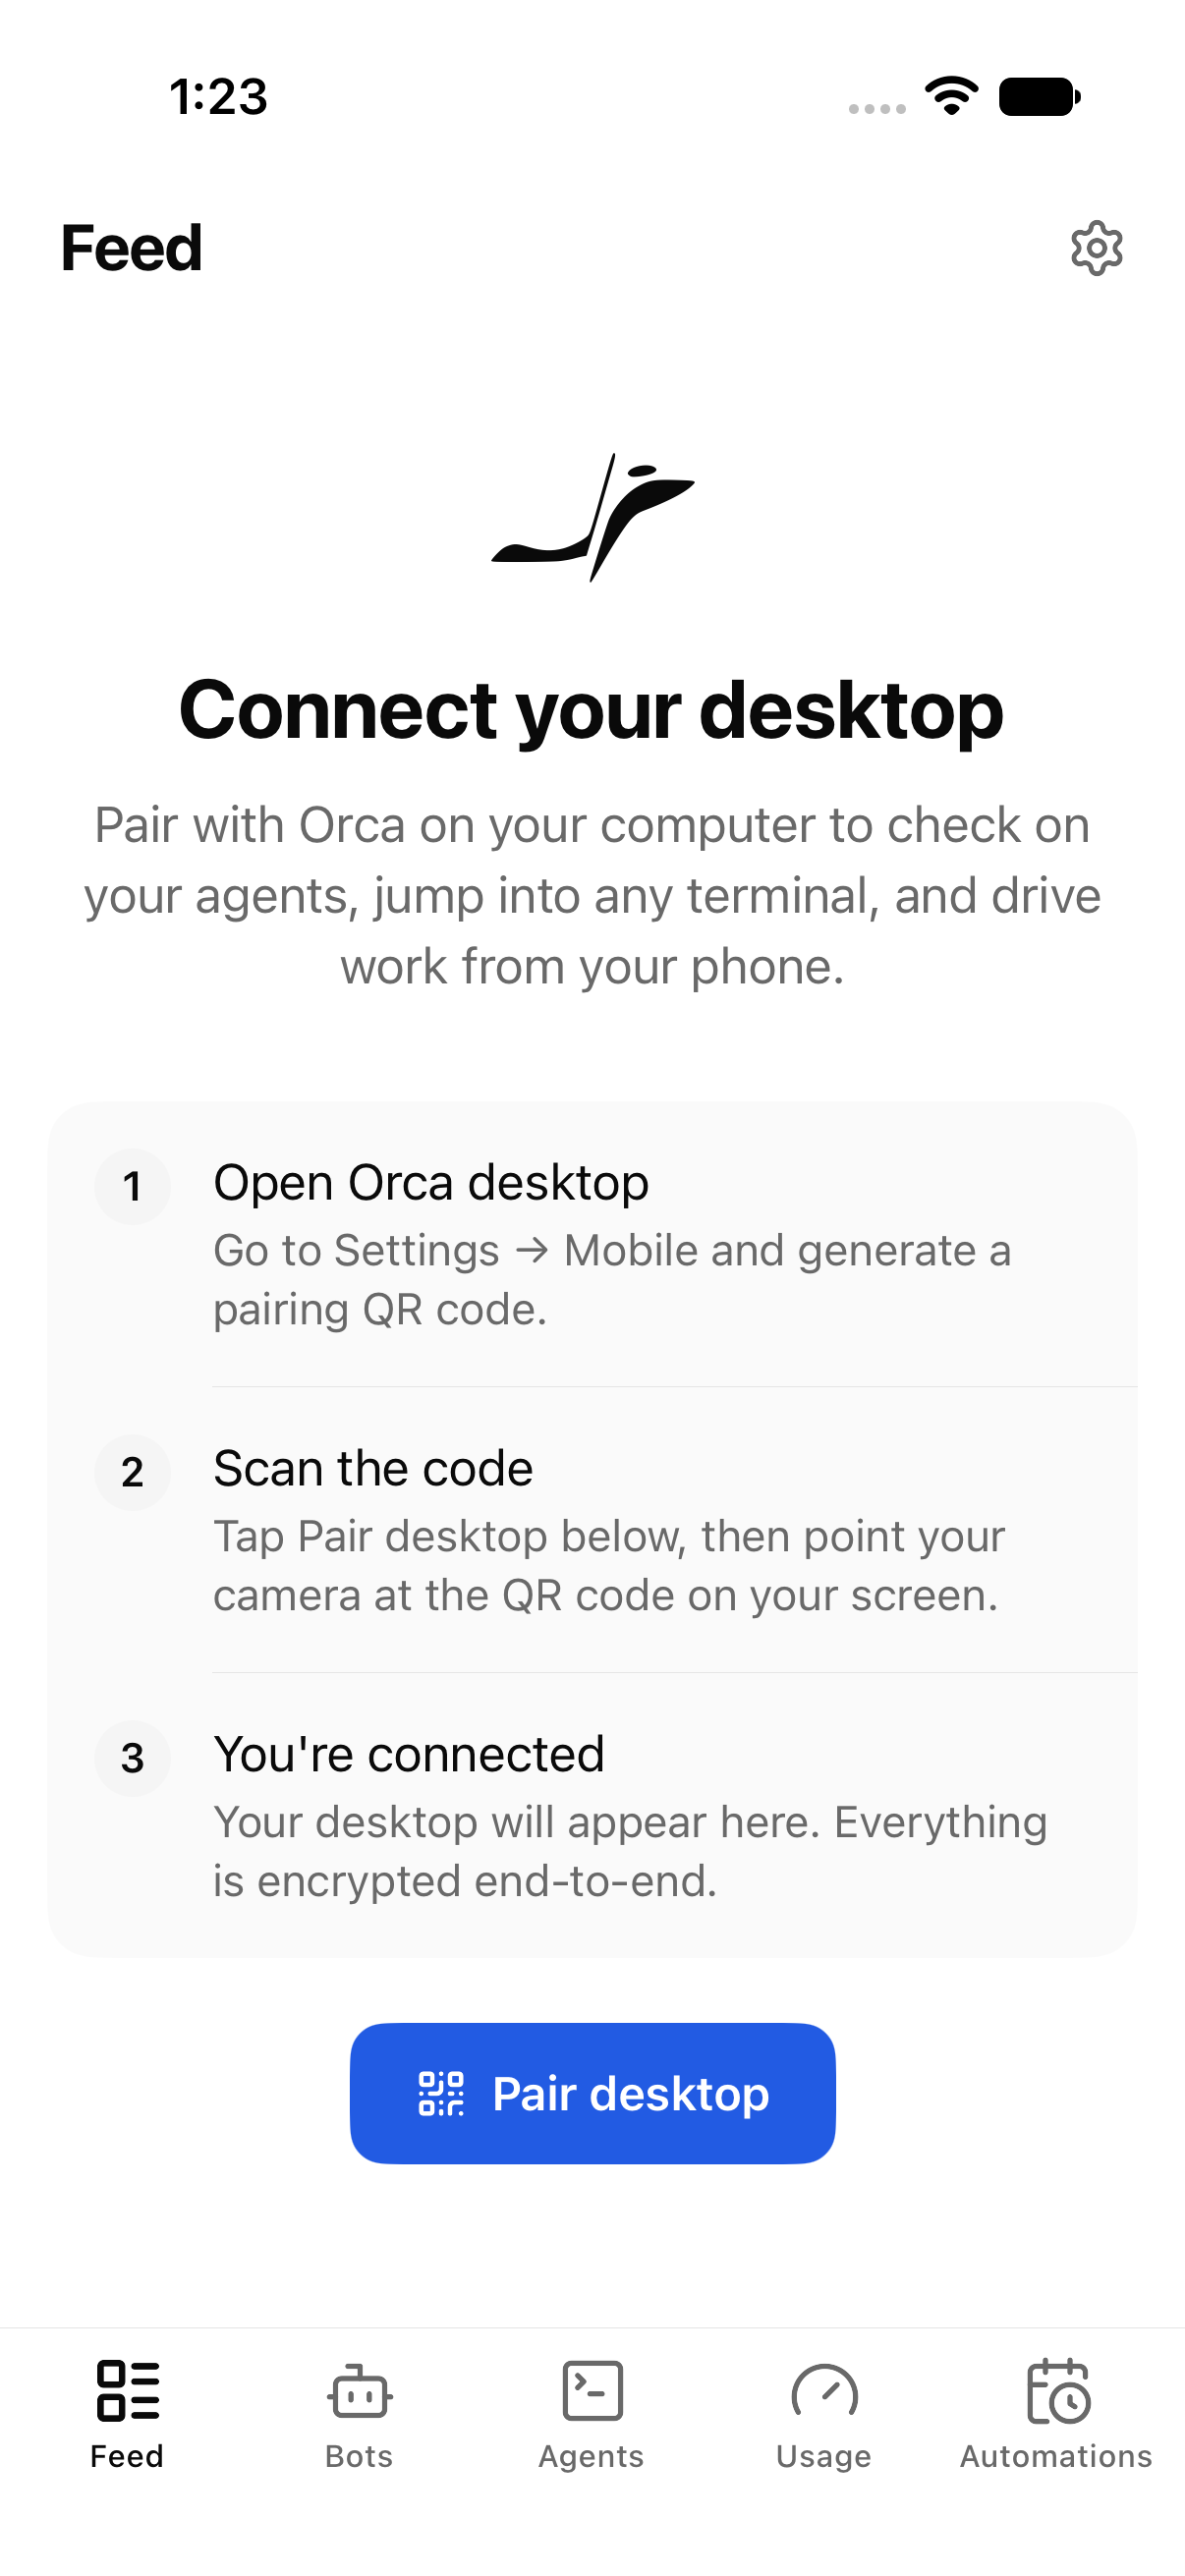 1:23
Feed
Connect your desktop
Pair with Orca on your computer to check on
your agents, jump into any terminal, and drive
work from your phone.
1
Open Orca desktop
Go to Settings → Mobile and generate a
pairing QR code.
2
Scan the code
Tap Pair desktop below, then point your
camera at the QR code on your screen.
3
You're connected
Your desktop will appear here. Everything
is encrypted end-to-end.
Pair desktop
Feed
Bots
Agents
Usage
Automations